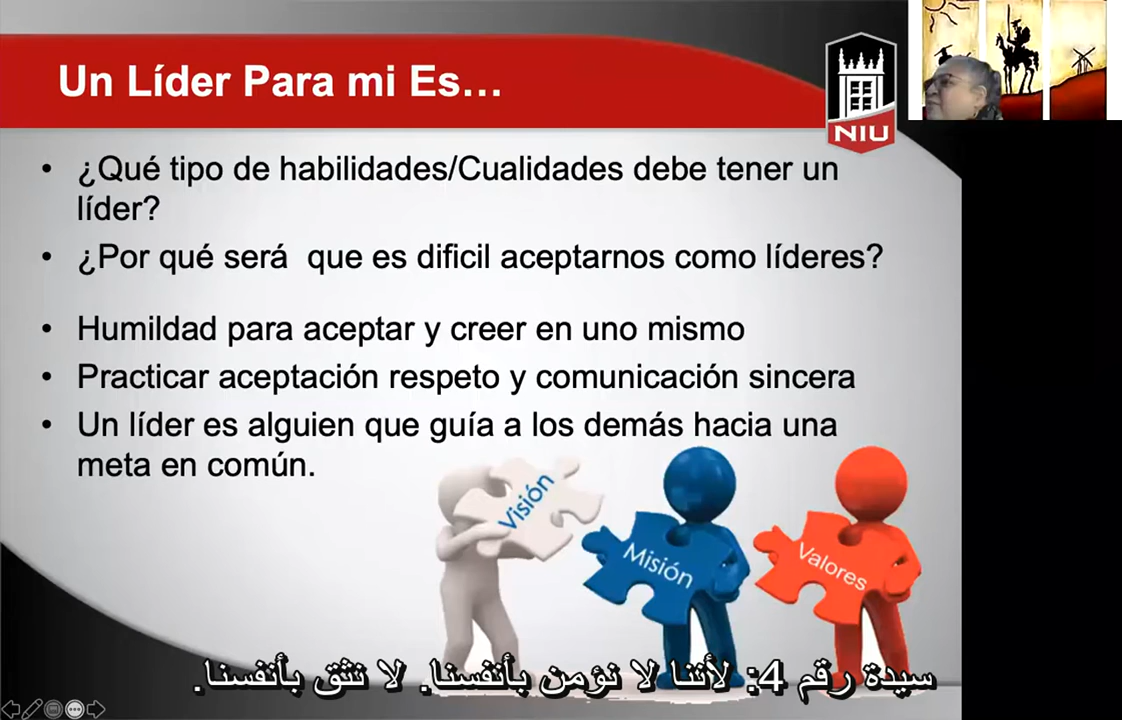 Un Líder Para mi Es…
NIU
• ¿Qué tipo de habilidades/Cualidades debe tener un
líder?
• ¿Por qué será  que es dificil aceptarnos como líderes?
• Humildad para aceptar y creer en uno mismo
• Practicar aceptación respeto y comunicación sincera
• Un líder es alguien que guía a los demás hacia una
meta en común.
Visión
Misión
Valores
سيدة رقم 4: لأننا لا نؤمن بأنفسنا. لا نثق بأنفسنا.